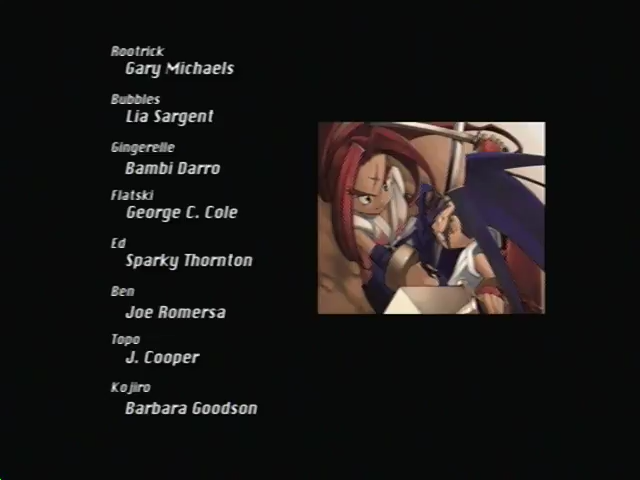 Rootrick
Gary Michaels
Bubbles
Lia Sargent
Gingerelle
Bambi Darro
Flatski
George C. Cole
Ed
Sparky Thornton
Ben
Joe Romersa
Topo
J. Cooper
Kojiro
Barbara Goodson